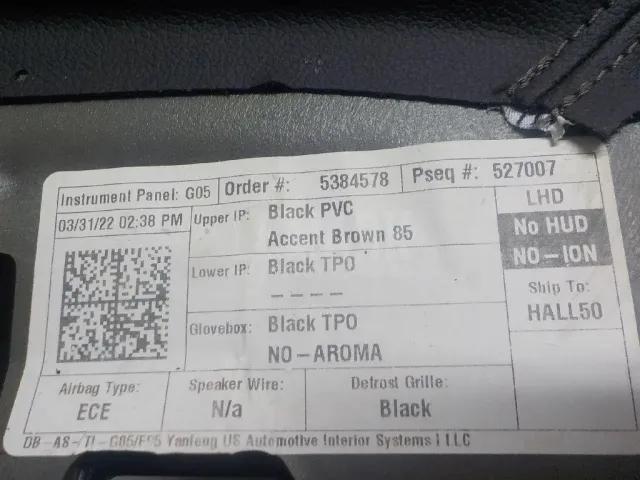 Instrument Panel: G05 Order #: 5384578 Pseq #: 527007
03/31/22 02:38 PM
Upper IP: Black PVC
Accent Brown 85
LHD
No HUD
NO-ION
Lower IP: Black TPO
----
Ship To:
HALL50
Glovebox: Black TPO
NO-AROMA
Airbag Type:
ECE
Speaker Wire:
N/a
Defrost Grille:
Black
Yanfeng US Automotive Interior Systems I LLC